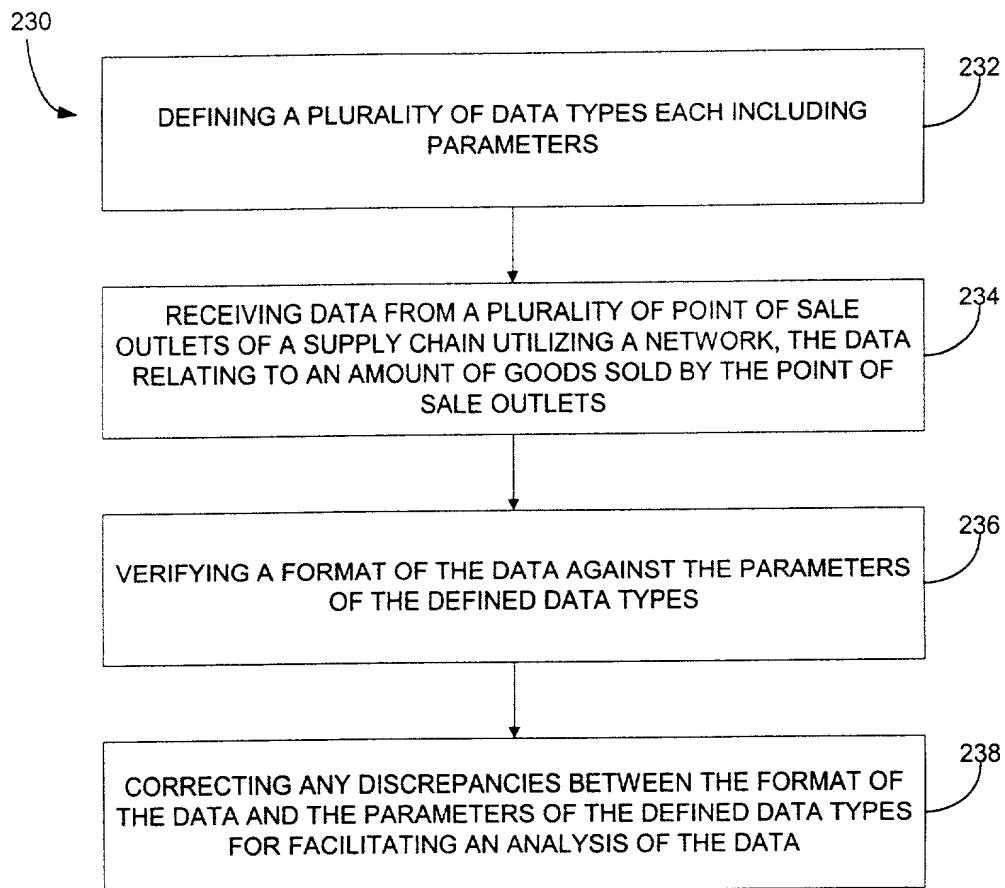 230
232
DEFINING A PLURALITY OF DATA TYPES EACH INCLUDING
PARAMETERS
234
RECEIVING DATA FROM A PLURALITY OF POINT OF SALE
OUTLETS OF A SUPPLY CHAIN UTILIZING A NETWORK, THE DATA
RELATING TO AN AMOUNT OF GOODS SOLD BY THE POINT OF
SALE OUTLETS
236
VERIFYING A FORMAT OF THE DATA AGAINST THE PARAMETERS
OF THE DEFINED DATA TYPES
238
CORRECTING ANY DISCREPANCIES BETWEEN THE FORMAT OF
THE DATA AND THE PARAMETERS OF THE DEFINED DATA TYPES
FOR FACILITATING AN ANALYSIS OF THE DATA